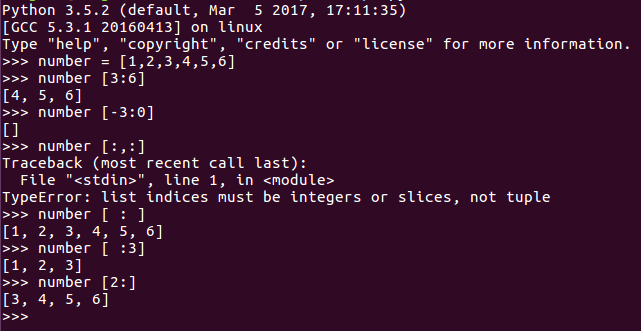 Python 3.5.2 (default, Mar  5 2017, 17:11:35)
[GCC 5.3.1 20160413] on linux
Type "help", "copyright", "credits" or "license" for more information.
>>> number = [1,2,3,4,5,6]
>>> number [3:6]
[4, 5, 6]
>>> number [-3:0]
[]
>>> number [:,:]
Traceback (most recent call last):
  File "<stdin>", line 1, in <module>
TypeError: list indices must be integers or slices, not tuple
>>> number [ : ]
[1, 2, 3, 4, 5, 6]
>>> number [ :3]
[1, 2, 3]
>>> number [2:]
[3, 4, 5, 6]
>>>